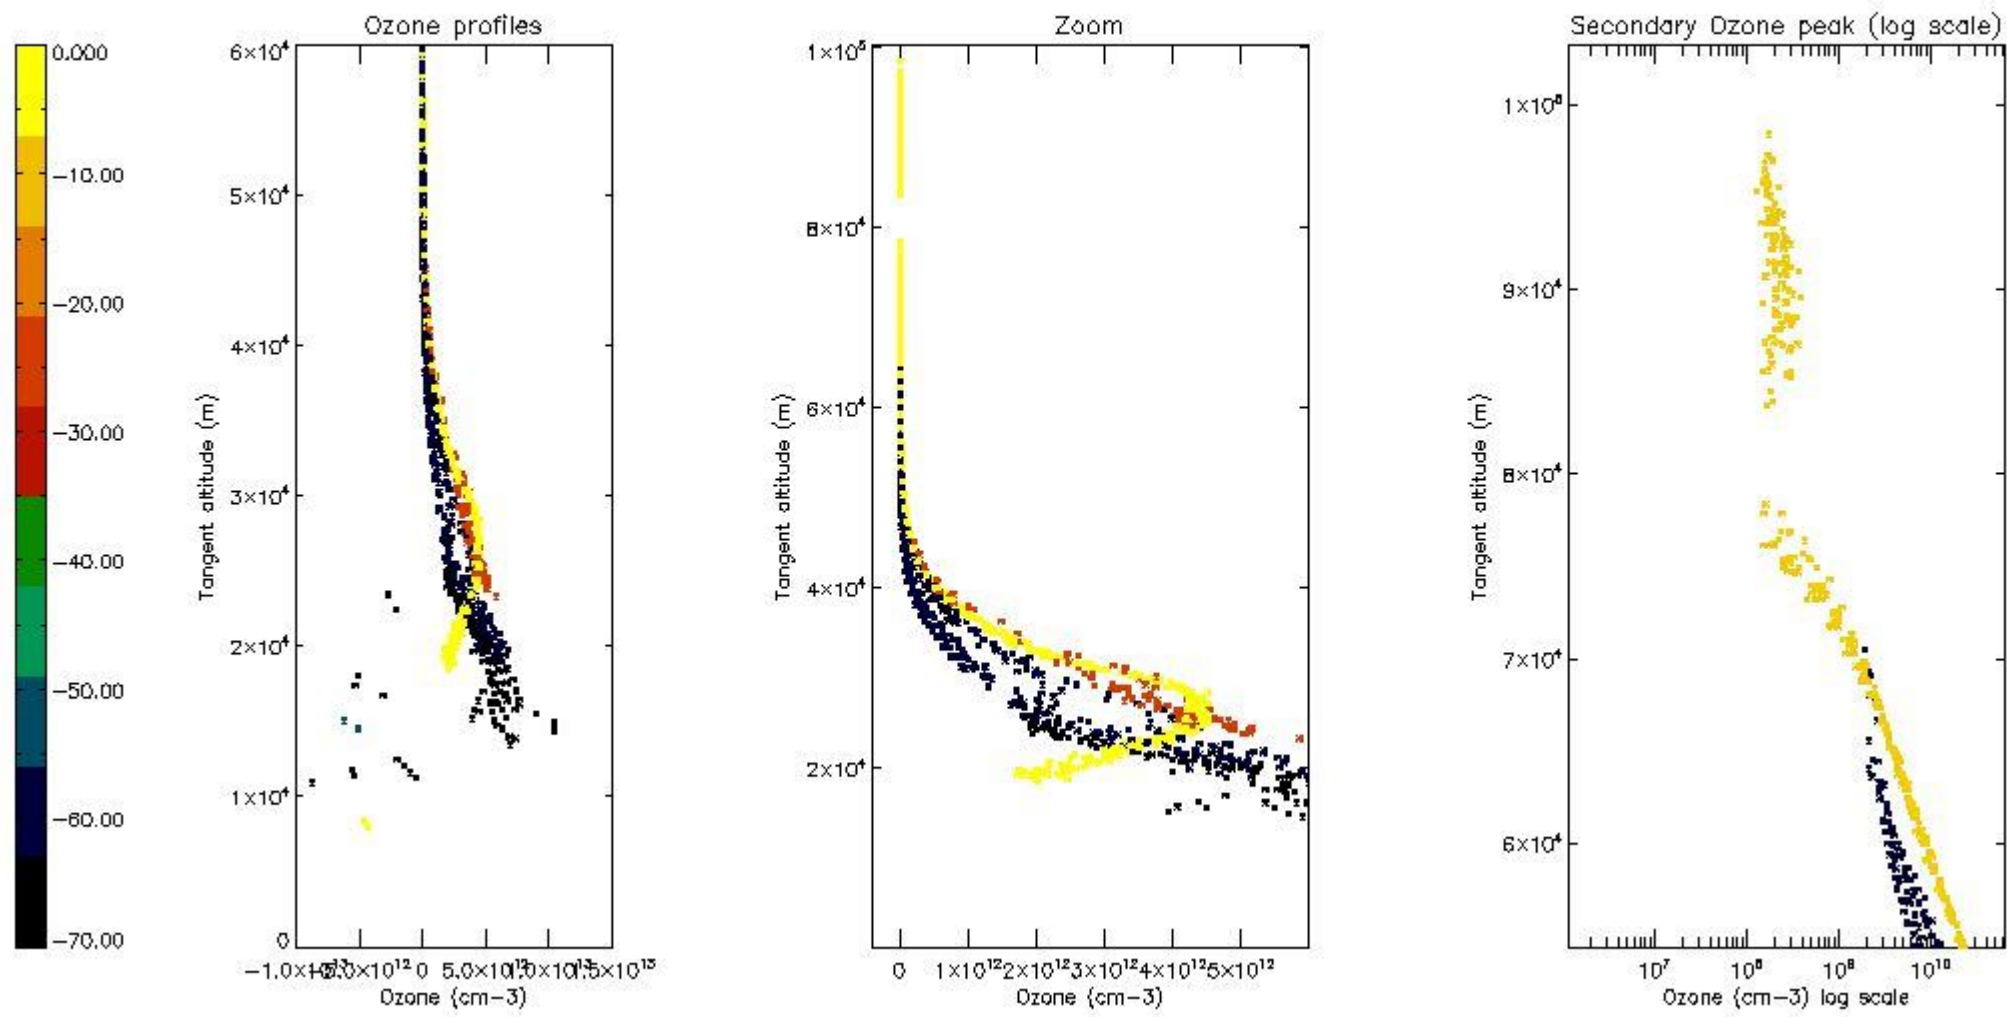 Ozone profiles
Zoom
Secondary Ozone peak (log scale)
0.000
−10.00
−20.00
−30.00
−40.00
−50.00
−60.00
−70.00
6×10⁴
5×10⁴
4×10⁴
3×10⁴
2×10⁴
1×10⁴
0
Tangent altitude (m)
5.0×10¹²
0
Ozone (cm−3)
1×10⁵
8×10⁴
6×10⁴
4×10⁴
2×10⁴
Tangent altitude (m)
0 1×10¹² 2×10¹² 3×10¹² 4×10¹² 5×10¹²
Ozone (cm−3)
9×10⁴
8×10⁴
7×10⁴
6×10⁴
Tangent altitude (m)
10⁷ 10⁸ 10⁹ 10¹⁰
Ozone (cm−3) log scale